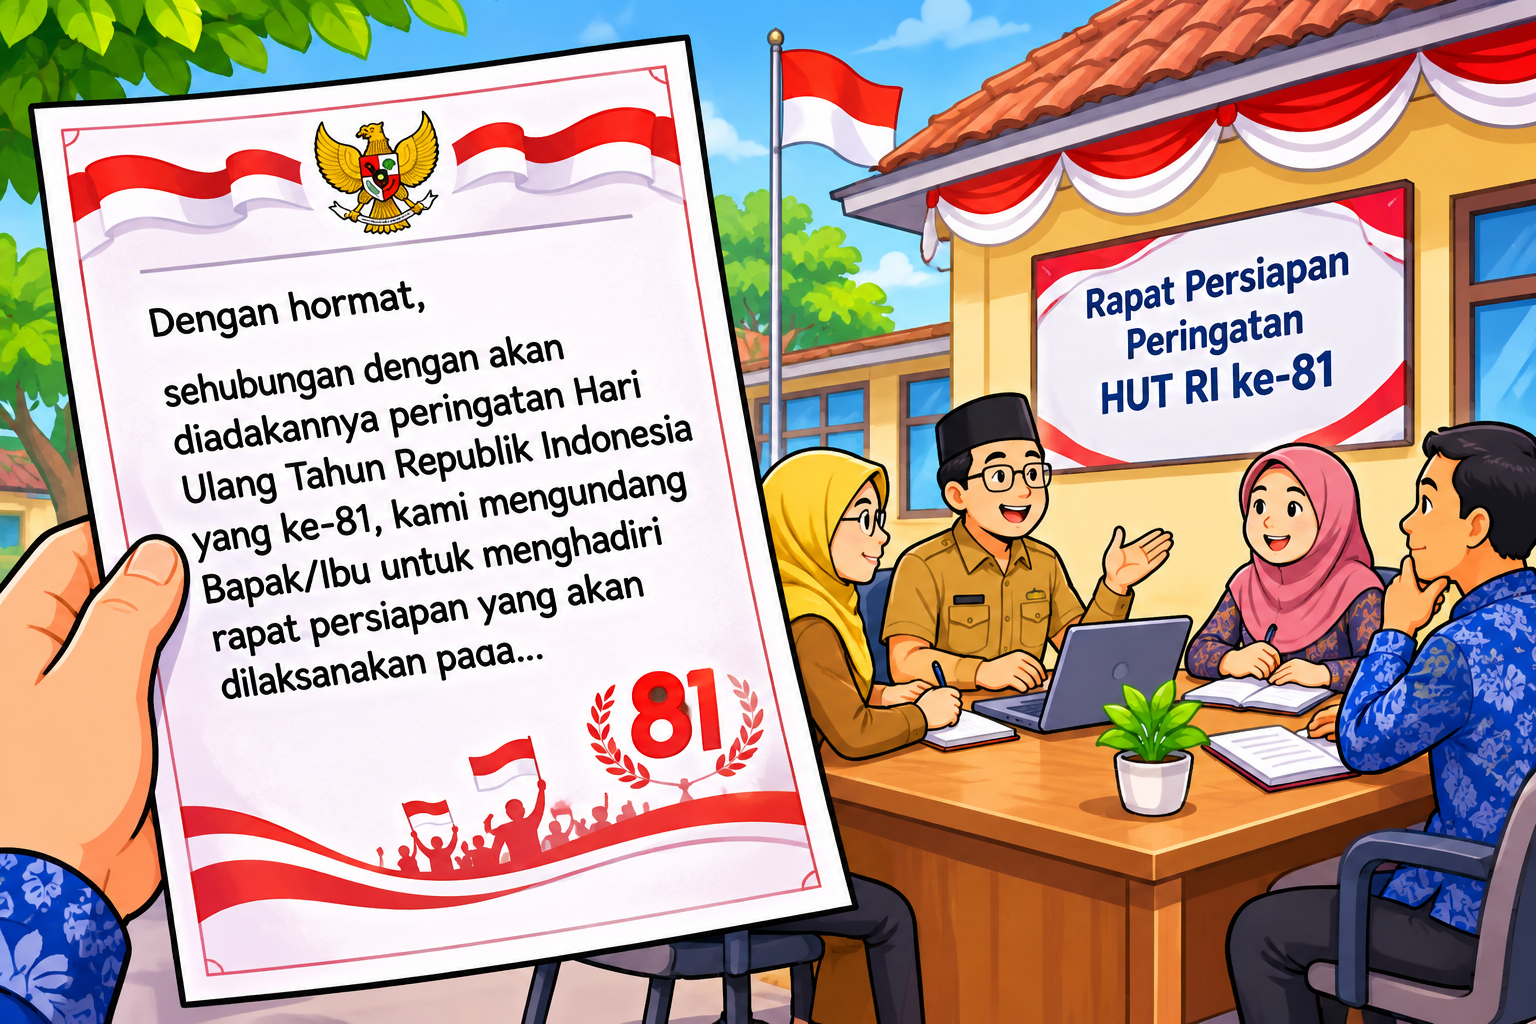 Dengan hormat,
sehubungan dengan akan
diadakannya peringatan Hari
Ulang Tahun Republik Indonesia
yang ke-81, kami mengundang
Bapak/Ibu untuk menghadiri
rapat persiapan yang akan
dilaksanakan pada...
81
Rapat Persiapan
Peringatan
HUT RI ke-81